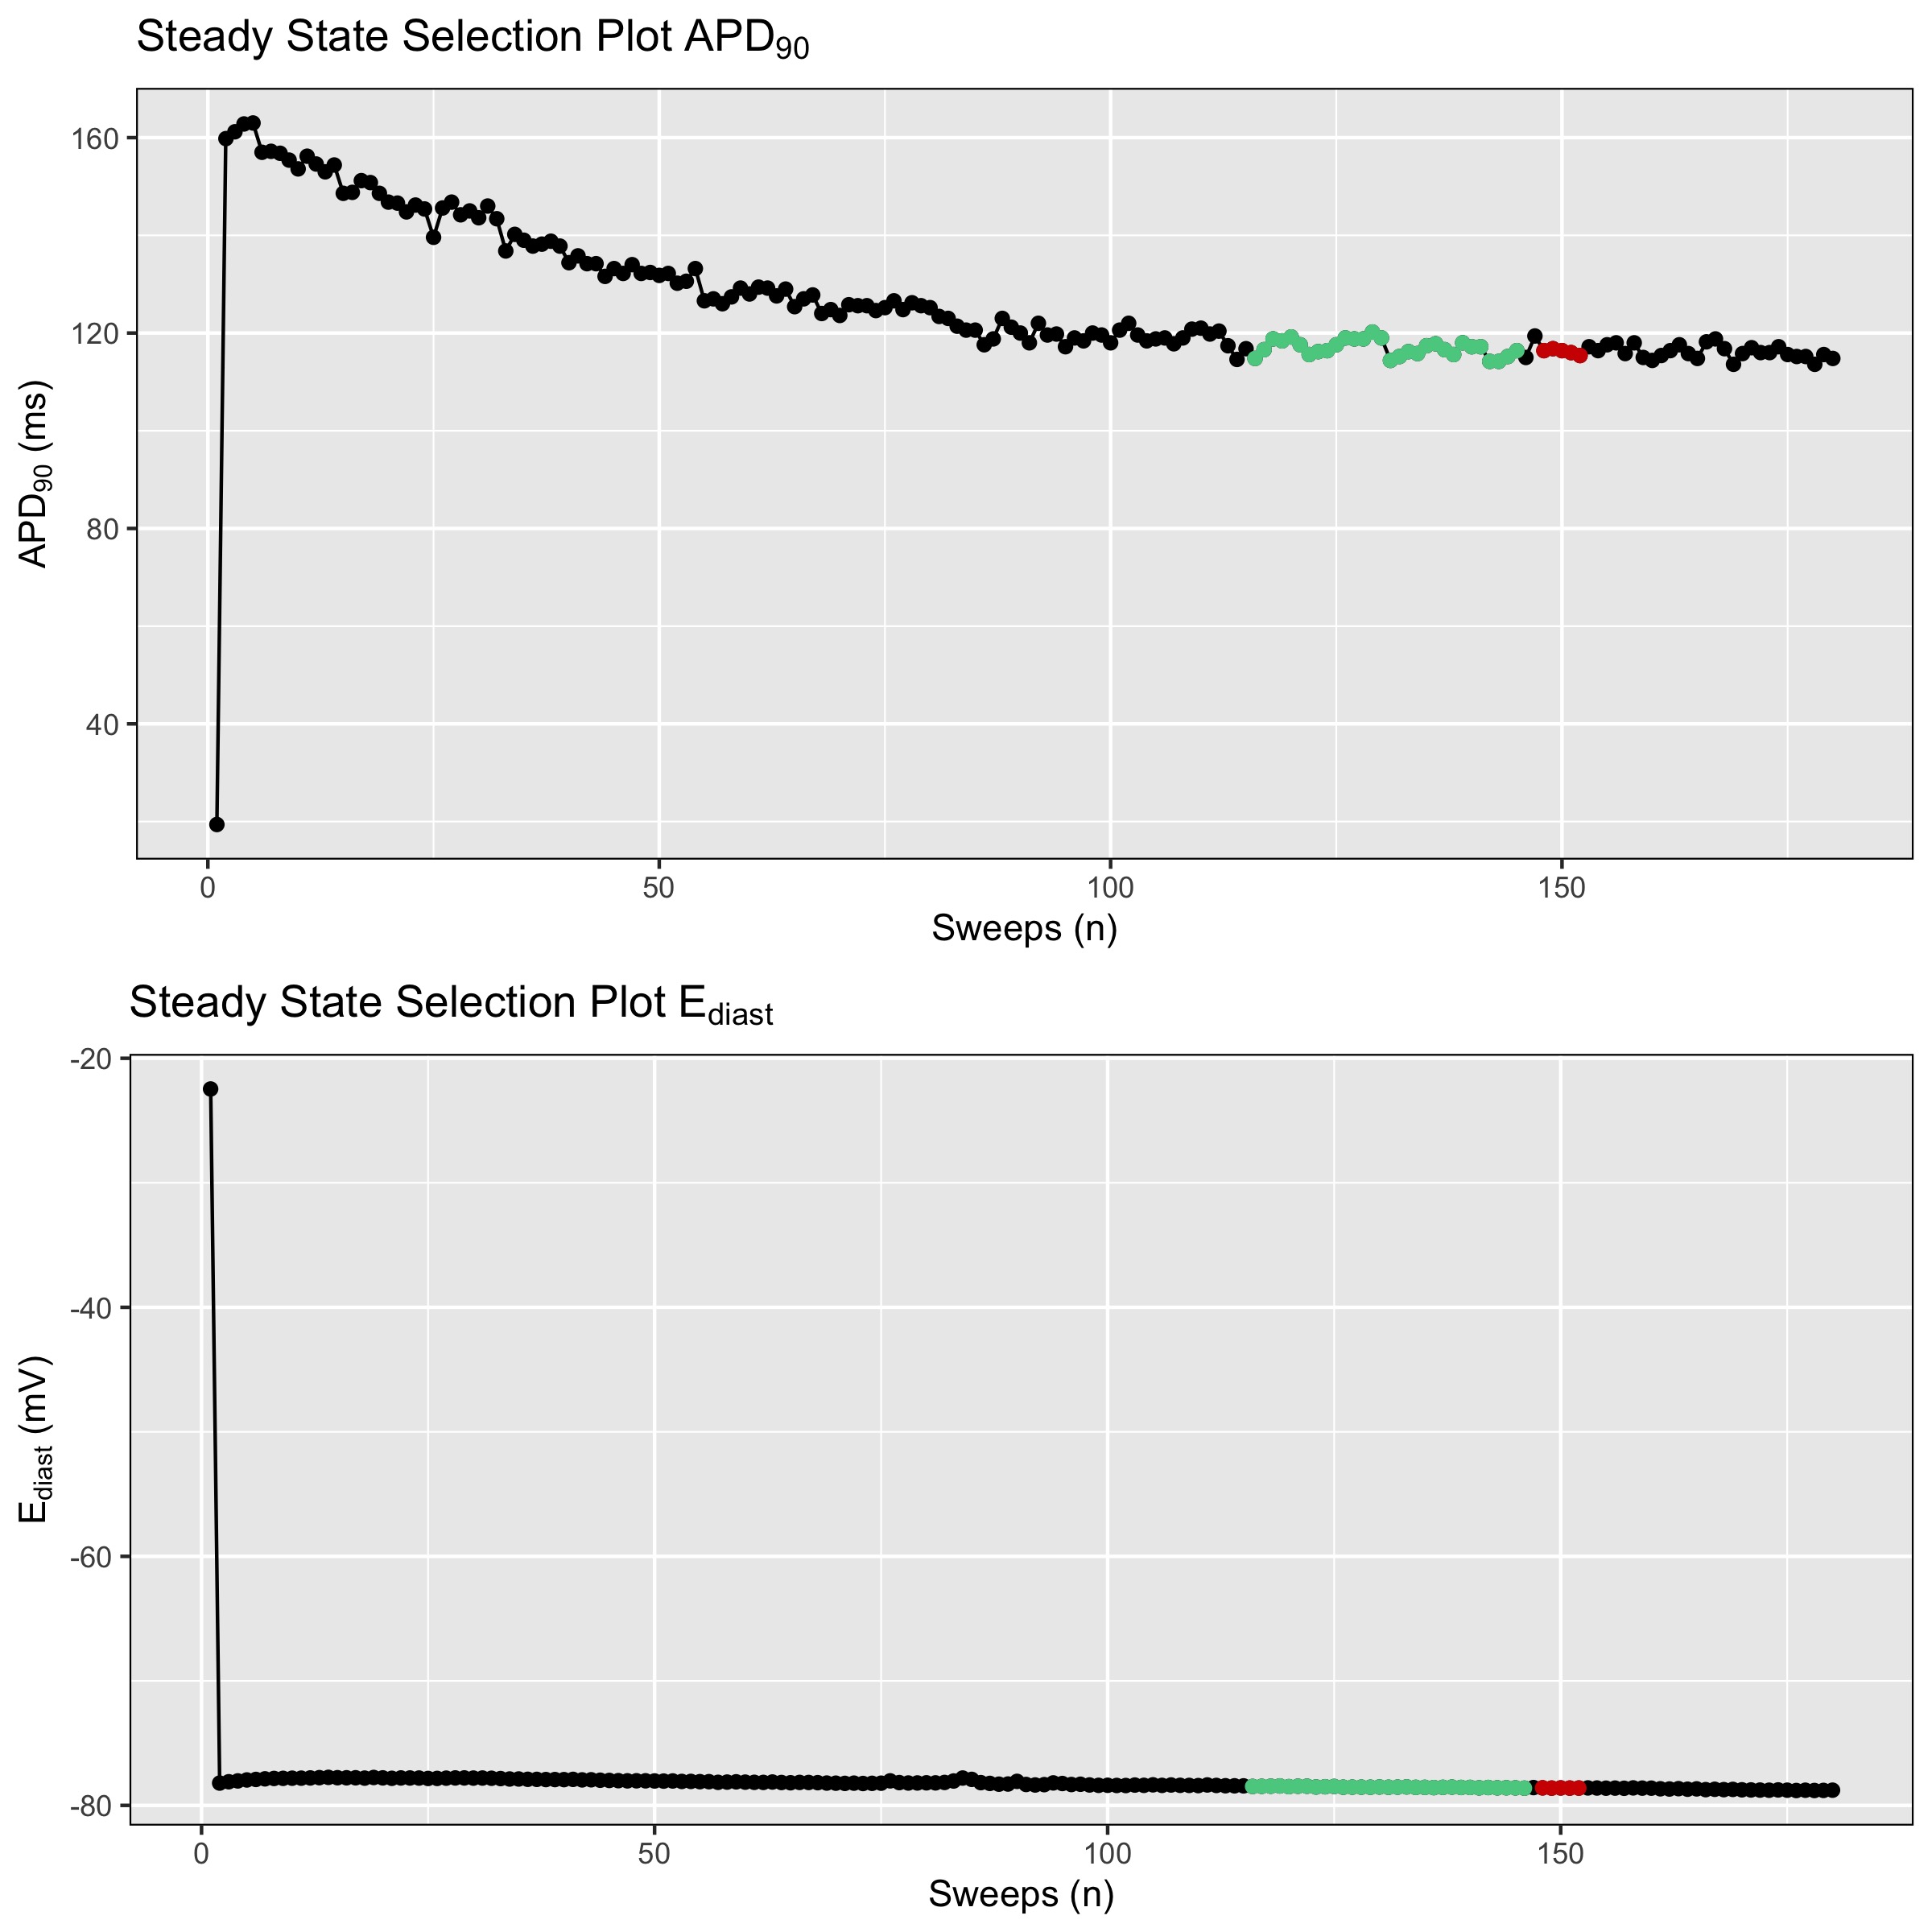 Steady State Selection Plot APD90
160
120
80
40
APD90 (ms)
0 50 100 150
Sweeps (n)
Steady State Selection Plot Ediast
-20
-40
-60
-80
Ediast (mV)
0 50 100 150
Sweeps (n)